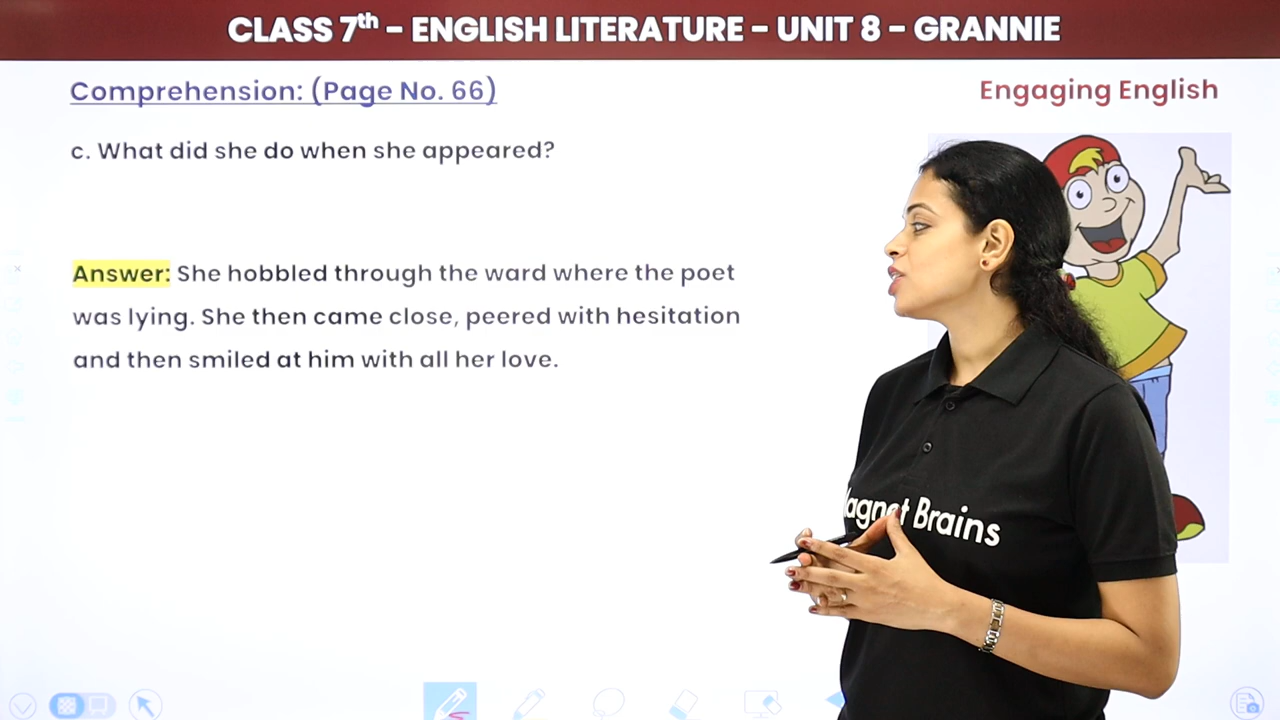 CLASS 7th - ENGLISH LITERATURE - UNIT 8 - GRANNIE
Comprehension: (Page No. 66)
Engaging English
c. What did she do when she appeared?
Answer: She hobbled through the ward where the poet
was lying. She then came close, peered with hesitation
and then smiled at him with all her love.
Magnet Brains